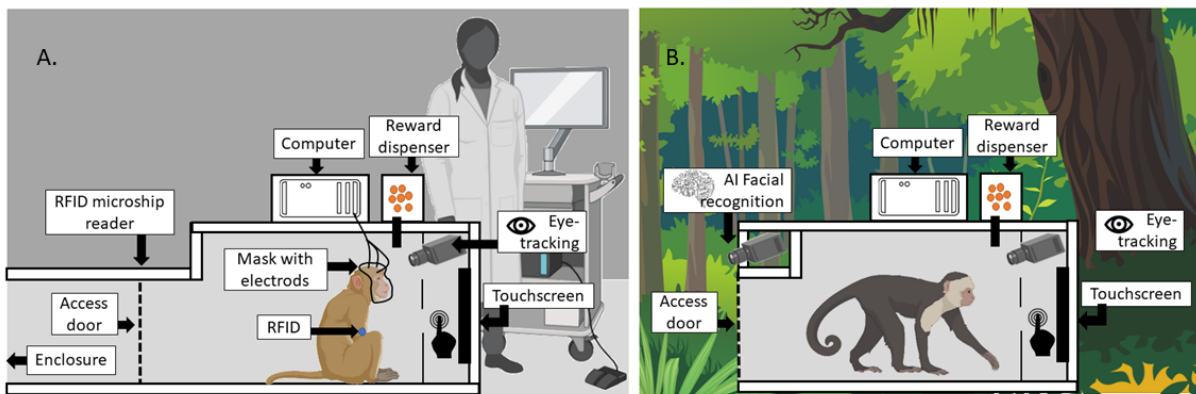 A.
Computer
Reward
dispenser
RFID microship
reader
Eye-
tracking
Mask with
electrods
Access
door
RFID
Touchscreen
Enclosure
B.
Computer
Reward
dispenser
AI Facial
recognition
Eye-
tracking
Access
door
Touchscreen